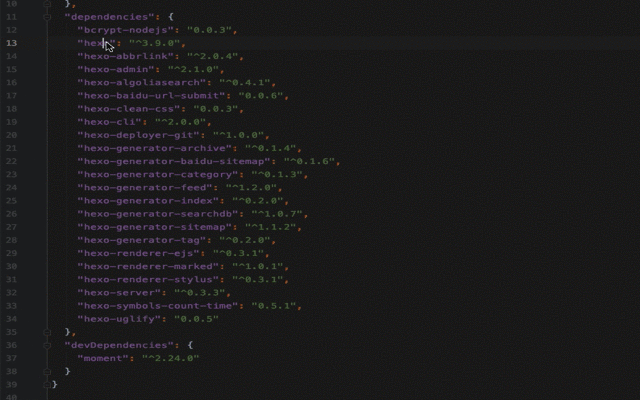 10 },
11 "dependencies": {
12 "bcrypt-nodejs": "0.0.3",
13 "hexo": "^3.9.0",
14 "hexo-abbrlink": "^2.0.4",
15 "hexo-admin": "^2.1.0",
16 "hexo-algoliasearch": "^0.4.1",
17 "hexo-baidu-url-submit": "0.0.6",
18 "hexo-clean-css": "0.0.3",
19 "hexo-cli": "^2.0.0",
20 "hexo-deployer-git": "^1.0.0",
21 "hexo-generator-archive": "^0.1.4",
22 "hexo-generator-baidu-sitemap": "^0.1.6",
23 "hexo-generator-category": "^0.1.3",
24 "hexo-generator-feed": "^1.2.0",
25 "hexo-generator-index": "^0.2.0",
26 "hexo-generator-searchdb": "^1.0.7",
27 "hexo-generator-sitemap": "^1.1.2",
28 "hexo-generator-tag": "^0.2.0",
29 "hexo-renderer-ejs": "^0.3.1",
30 "hexo-renderer-marked": "^1.0.1",
31 "hexo-renderer-stylus": "^0.3.1",
32 "hexo-server": "^0.3.3",
33 "hexo-symbols-count-time": "0.5.1",
34 "hexo-uglify": "0.0.5"
35 },
36 "devDependencies": {
37 "moment": "^2.24.0"
38 }
39 }
40